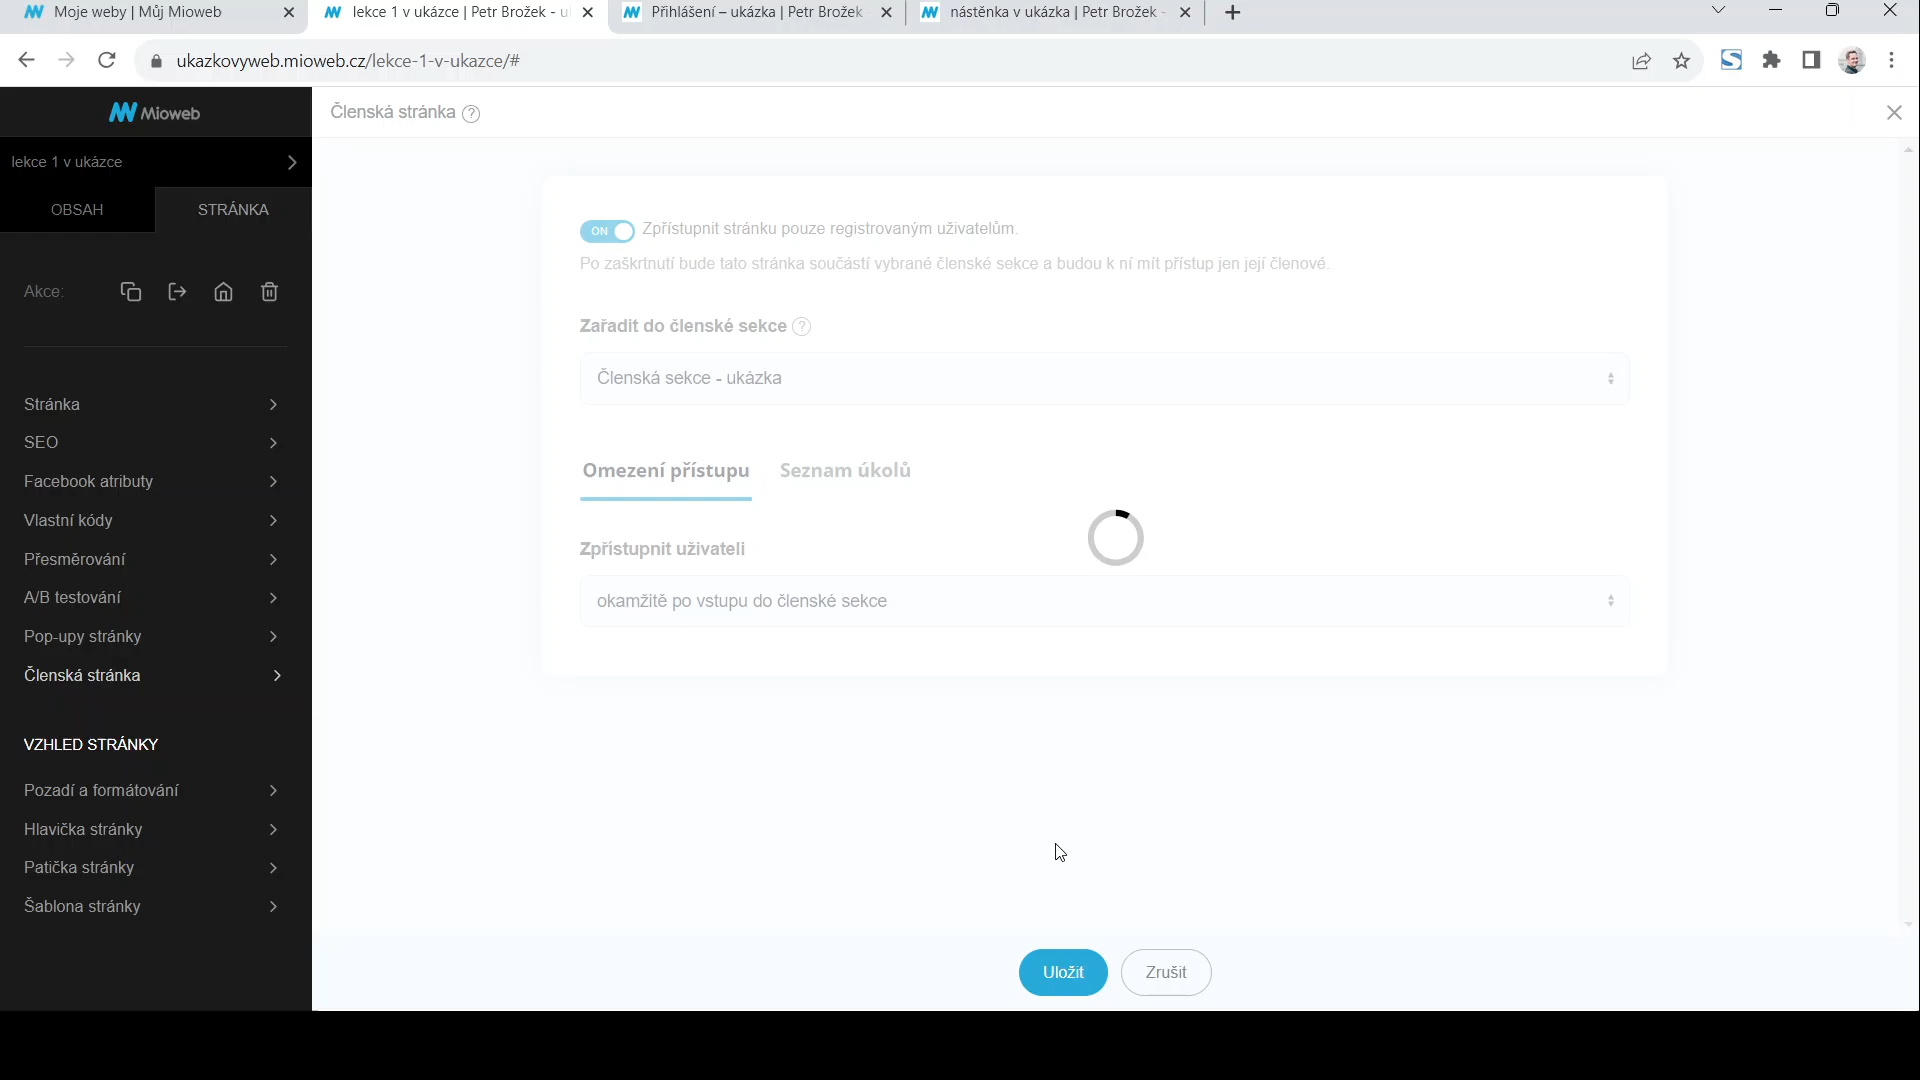 Moje weby | Můj Mioweb
lekce 1 v ukázce | Petr Brožek - u
Přihlášení – ukázka | Petr Brožek
nástěnka v ukázka | Petr Brožek -
ukazkovyweb.mioweb.cz/lekce-1-v-ukazce/#
Mioweb
Členská stránka ?
lekce 1 v ukázce
OBSAH
STRÁNKA
ON Zpřístupnit stránku pouze registrovaným uživatelům.
Po zaškrtnutí bude tato stránka součástí vybrané členské sekce a budou k ní mít přístup jen její členové.
Akce:
Zařadit do členské sekce ?
Členská sekce - ukázka
Stránka
SEO
Facebook atributy
Vlastní kódy
Přesměrování
A/B testování
Pop-upy stránky
Členská stránka
Omezení přístupu
Seznam úkolů
Zpřístupnit uživateli
okamžitě po vstupu do členské sekce
VZHLED STRÁNKY
Pozadí a formátování
Hlavička stránky
Patička stránky
Šablona stránky
Uložit
Zrušit